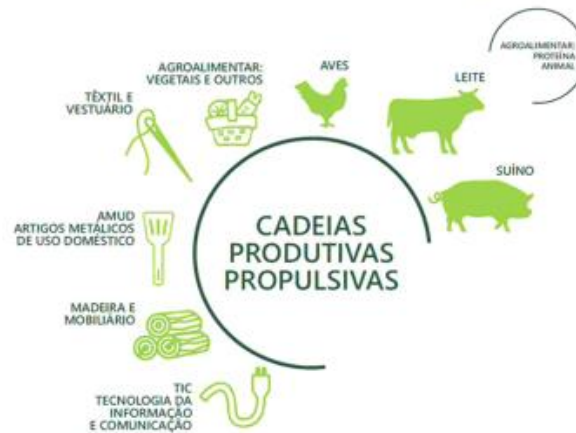 AGROALIMENTAR:
PROTEÍNA
ANIMAL
AVES
LEITE
SUÍNO
AGROALIMENTAR:
VEGETAIS E OUTROS
TÊXTIL E
VESTUÁRIO
AMUD
ARTIGOS METÁLICOS
DE USO DOMÉSTICO
MADEIRA E
MOBILIÁRIO
TIC
TECNOLOGIA DA
INFORMAÇÃO
E COMUNICAÇÃO
CADEIAS
PRODUTIVAS
PROPULSIVAS